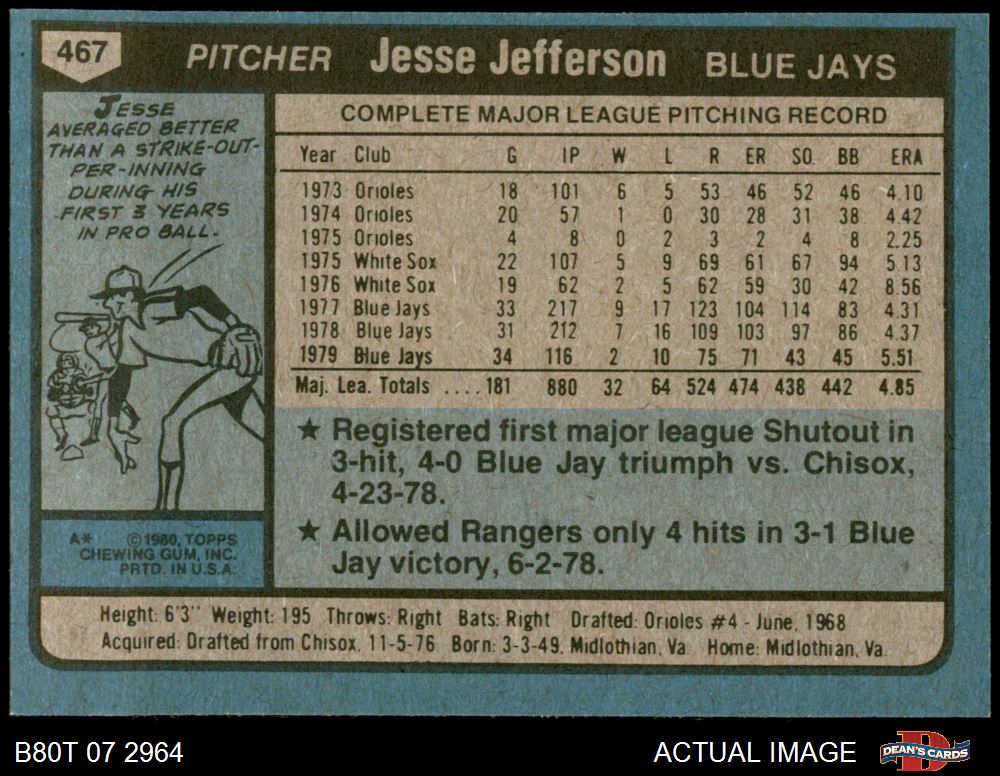 467 PITCHER Jesse Jefferson BLUE JAYS
JESSE
AVERAGED BETTER
THAN A STRIKE-OUT-
PER-INNING
DURING HIS
FIRST 3 YEARS
IN PRO BALL.
COMPLETE MAJOR LEAGUE PITCHING RECORD
Year Club G IP W L R ER SO BB ERA
1973 Orioles 18 101 6 5 53 46 52 46 4.10
1974 Orioles 20 57 1 0 30 28 31 38 4.42
1975 Orioles 4 8 0 2 3 2 4 8 2.25
1975 White Sox 22 107 5 9 69 61 67 94 5.13
1976 White Sox 19 62 2 5 62 59 30 42 8.56
1977 Blue Jays 33 217 9 17 123 104 114 83 4.31
1978 Blue Jays 31 212 7 16 109 103 97 86 4.37
1979 Blue Jays 34 116 2 10 75 71 43 45 5.51
Maj. Lea. Totals .... 181 880 32 64 524 474 438 442 4.85
★ Registered first major league Shutout in
3-hit, 4-0 Blue Jay triumph vs. Chisox,
4-23-78.
★ Allowed Rangers only 4 hits in 3-1 Blue
Jay victory, 6-2-78.
A* ©1980, TOPPS
CHEWING GUM, INC.
PRTD. IN U.S.A.
Height: 6'3" Weight: 195 Throws: Right Bats: Right Drafted: Orioles #4 - June, 1968
Acquired: Drafted from Chisox, 11-5-76 Born: 3-3-49, Midlothian, Va. Home: Midlothian, Va.
B80T 07 2964 ACTUAL IMAGE DEAN'S CARDS